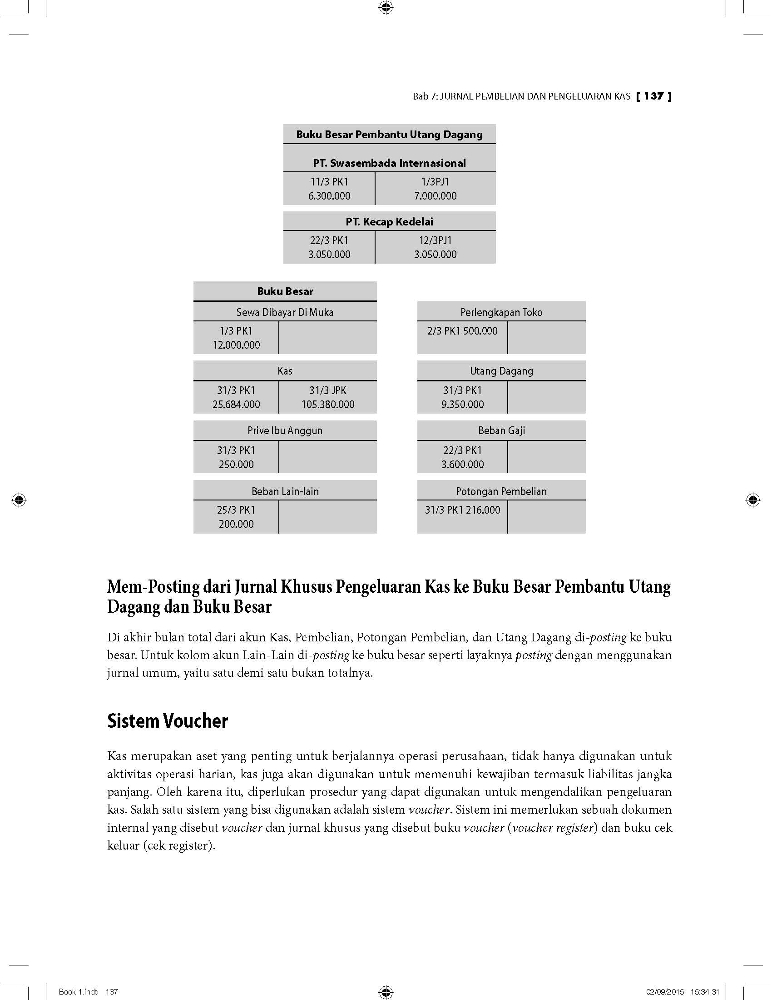 Bab 7: JURNAL PEMBELIAN DAN PENGELUARAN KAS [ 137 ]
Buku Besar Pembantu Utang Dagang
PT. Swasembada Internasional
11/3 PK1 1/3PJ1
6.300.000 7.000.000
PT. Kecap Kedelai
22/3 PK1 12/3PJ1
3.050.000 3.050.000
Buku Besar
Sewa Dibayar Di Muka Perlengkapan Toko
1/3 PK1 2/3 PK1 500.000
12.000.000
Kas Utang Dagang
31/3 PK1 31/3 JPK 31/3 PK1
25.684.000 105.380.000 9.350.000
Prive Ibu Anggun Beban Gaji
31/3 PK1 22/3 PK1
250.000 3.600.000
Beban Lain-lain Potongan Pembelian
25/3 PK1 31/3 PK1 216.000
200.000
Mem-Posting dari Jurnal Khusus Pengeluaran Kas ke Buku Besar Pembantu Utang
Dagang dan Buku Besar
Di akhir bulan total dari akun Kas, Pembelian, Potongan Pembelian, dan Utang Dagang di-posting ke buku
besar. Untuk kolom akun Lain-Lain di-posting ke buku besar seperti layaknya posting dengan menggunakan
jurnal umum, yaitu satu demi satu bukan totalnya.
Sistem Voucher
Kas merupakan aset yang penting untuk berjalannya operasi perusahaan, tidak hanya digunakan untuk
aktivitas operasi harian, kas juga akan digunakan untuk memenuhi kewajiban termasuk liabilitas jangka
panjang. Oleh karena itu, diperlukan prosedur yang dapat digunakan untuk mengendalikan pengeluaran
kas. Salah satu sistem yang bisa digunakan adalah sistem voucher. Sistem ini memerlukan sebuah dokumen
internal yang disebut voucher dan jurnal khusus yang disebut buku voucher (voucher register) dan buku cek
keluar (cek register).
Book 1.indb 137 02/09/2015 15:34:31